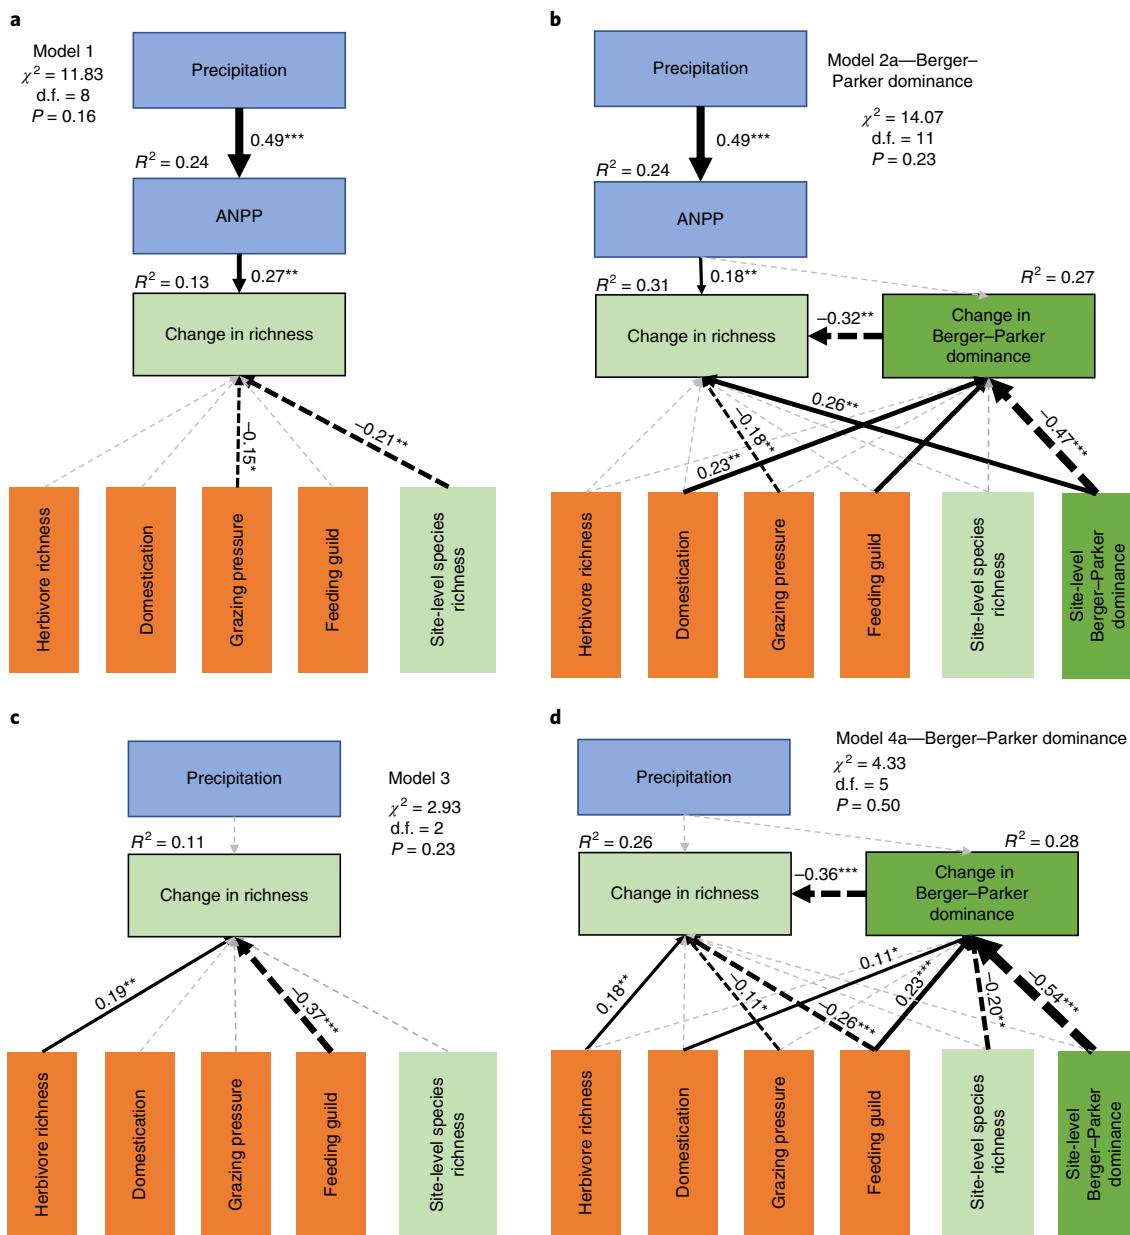 a
Model 1
χ² = 11.83
d.f. = 8
P = 0.16
Precipitation
0.49***
R² = 0.24
ANPP
R² = 0.13
0.27**
Change in richness
–0.15*
–0.21**
Herbivore richness
Domestication
Grazing pressure
Feeding guild
Site-level species
richness
b
Precipitation
Model 2a—Berger–
Parker dominance
χ² = 14.07
d.f. = 11
P = 0.23
0.49***
R² = 0.24
ANPP
R² = 0.31
0.18**
R² = 0.27
Change in richness
–0.32**
Change in
Berger–Parker
dominance
0.26**
–0.18**
0.23**
–0.47***
Herbivore richness
Domestication
Grazing pressure
Feeding guild
Site-level species
richness
Site-level
Berger–Parker
dominance
c
Precipitation
Model 3
χ² = 2.93
d.f. = 2
P = 0.23
R² = 0.11
Change in richness
0.19**
–0.37***
Herbivore richness
Domestication
Grazing pressure
Feeding guild
Site-level species
richness
d
Precipitation
Model 4a—Berger–Parker dominance
χ² = 4.33
d.f. = 5
P = 0.50
R² = 0.26
R² = 0.28
Change in richness
–0.36***
Change in
Berger–Parker
dominance
0.18**
–0.11*
–0.26***
0.11*
0.23***
–0.20**
–0.54***
Herbivore richness
Domestication
Grazing pressure
Feeding guild
Site-level species
richness
Site-level
Berger–Parker
dominance